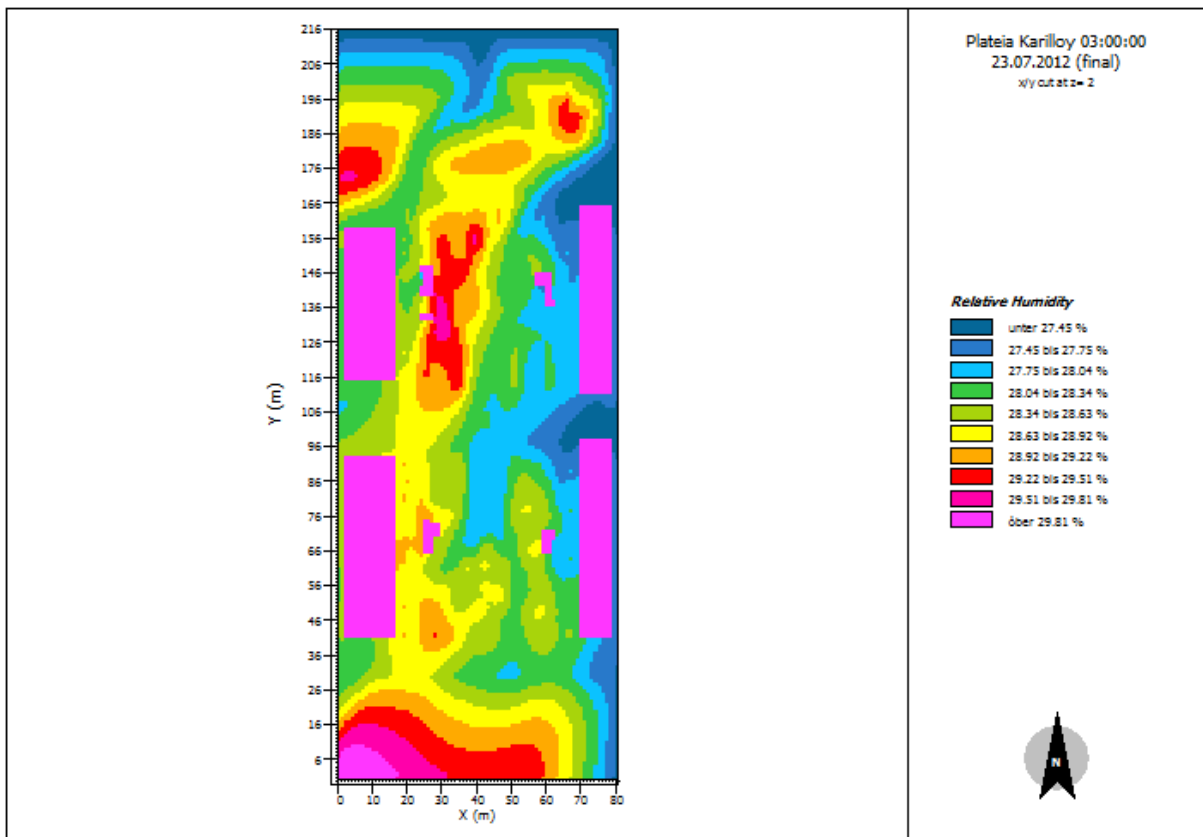 Plateia Karilloy 03:00:00
23.07.2012 (final)
x/y cut at z= 2
216
206
196
186
176
166
156
146
136
126
116
106
96
86
76
66
56
46
36
26
16
6
Y (m)
0 10 20 30 40 50 60 70 80
X (m)
Relative Humidity
unter 27.45 %
27.45 bis 27.75 %
27.75 bis 28.04 %
28.04 bis 28.34 %
28.34 bis 28.63 %
28.63 bis 28.92 %
28.92 bis 29.22 %
29.22 bis 29.51 %
29.51 bis 29.81 %
öber 29.81 %
N